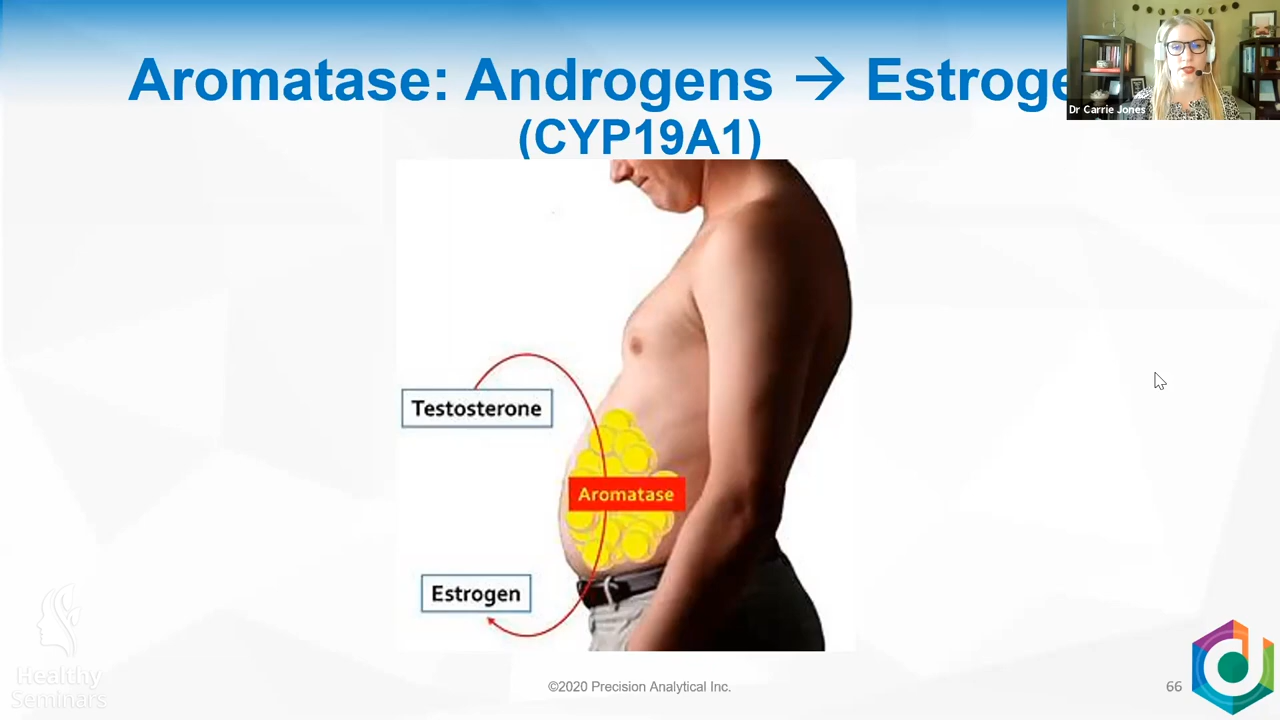 Aromatase: Androgens → Estroge
(CYP19A1)
Dr Carrie Jones
Testosterone
Aromatase
Estrogen
Healthy
Seminars
©2020 Precision Analytical Inc.
66